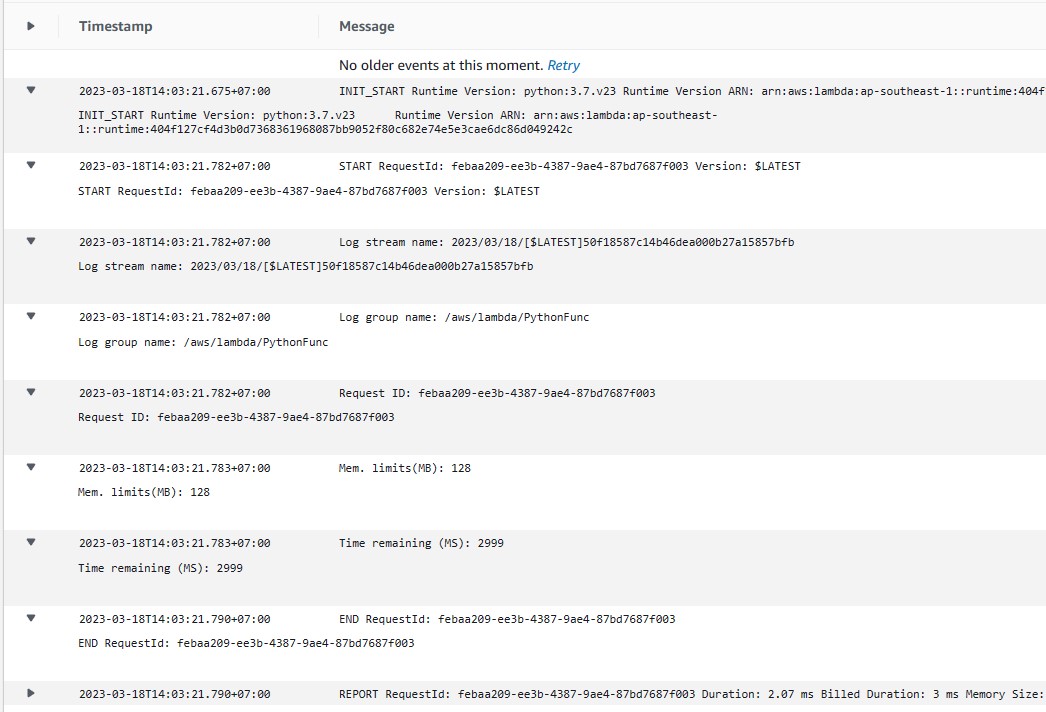 Timestamp Message
No older events at this moment. Retry
2023-03-18T14:03:21.675+07:00 INIT_START Runtime Version: python:3.7.v23 Runtime Version ARN: arn:aws:lambda:ap-southeast-1::runtime:404f
INIT_START Runtime Version: python:3.7.v23 Runtime Version ARN: arn:aws:lambda:ap-southeast-
1::runtime:404f127cf4d3b0d7368361968087bb9052f80c682e74e5e3cae6dc86d049242c
2023-03-18T14:03:21.782+07:00 START RequestId: febaa209-ee3b-4387-9ae4-87bd7687f003 Version: $LATEST
START RequestId: febaa209-ee3b-4387-9ae4-87bd7687f003 Version: $LATEST
2023-03-18T14:03:21.782+07:00 Log stream name: 2023/03/18/[$LATEST]50f18587c14b46dea000b27a15857bfb
Log stream name: 2023/03/18/[$LATEST]50f18587c14b46dea000b27a15857bfb
2023-03-18T14:03:21.782+07:00 Log group name: /aws/lambda/PythonFunc
Log group name: /aws/lambda/PythonFunc
2023-03-18T14:03:21.782+07:00 Request ID: febaa209-ee3b-4387-9ae4-87bd7687f003
Request ID: febaa209-ee3b-4387-9ae4-87bd7687f003
2023-03-18T14:03:21.783+07:00 Mem. limits(MB): 128
Mem. limits(MB): 128
2023-03-18T14:03:21.783+07:00 Time remaining (MS): 2999
Time remaining (MS): 2999
2023-03-18T14:03:21.790+07:00 END RequestId: febaa209-ee3b-4387-9ae4-87bd7687f003
END RequestId: febaa209-ee3b-4387-9ae4-87bd7687f003
2023-03-18T14:03:21.790+07:00 REPORT RequestId: febaa209-ee3b-4387-9ae4-87bd7687f003 Duration: 2.07 ms Billed Duration: 3 ms Memory Size: